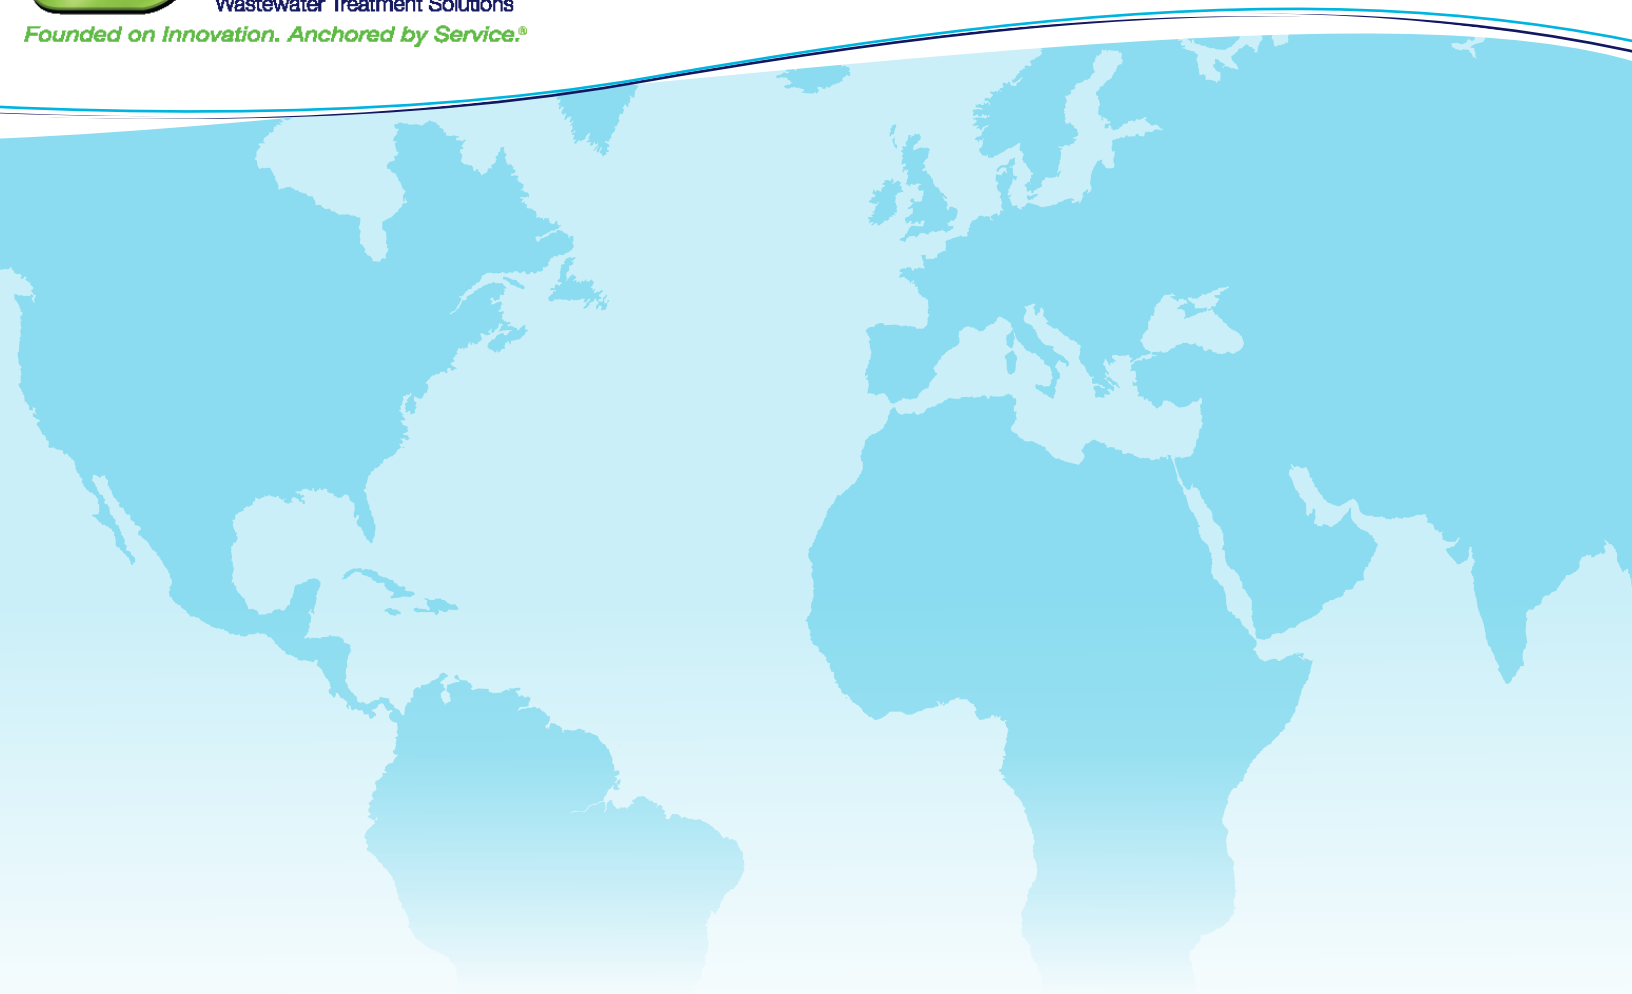 Wastewater Treatment Solutions
Founded on Innovation. Anchored by Service.®